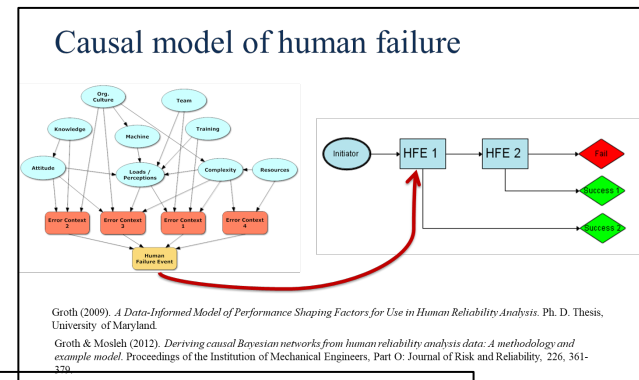 Causal model of human failure
Org.
Culture
Team
Knowledge
Machine
Training
Attitude
Loads /
Perceptions
Complexity
Resources
Error Context
2
Error Context
3
Error Context
1
Error Context
4
Human
Failure Event
Initiator
HFE 1
HFE 2
Fail
Success 1
Success 2
Groth (2009). A Data-Informed Model of Performance Shaping Factors for Use in Human Reliability Analysis. Ph. D. Thesis,
University of Maryland.
Groth & Mosleh (2012). Deriving causal Bayesian networks from human reliability analysis data: A methodology and
example model. Proceedings of the Institution of Mechanical Engineers, Part O: Journal of Risk and Reliability, 226, 361-
379.